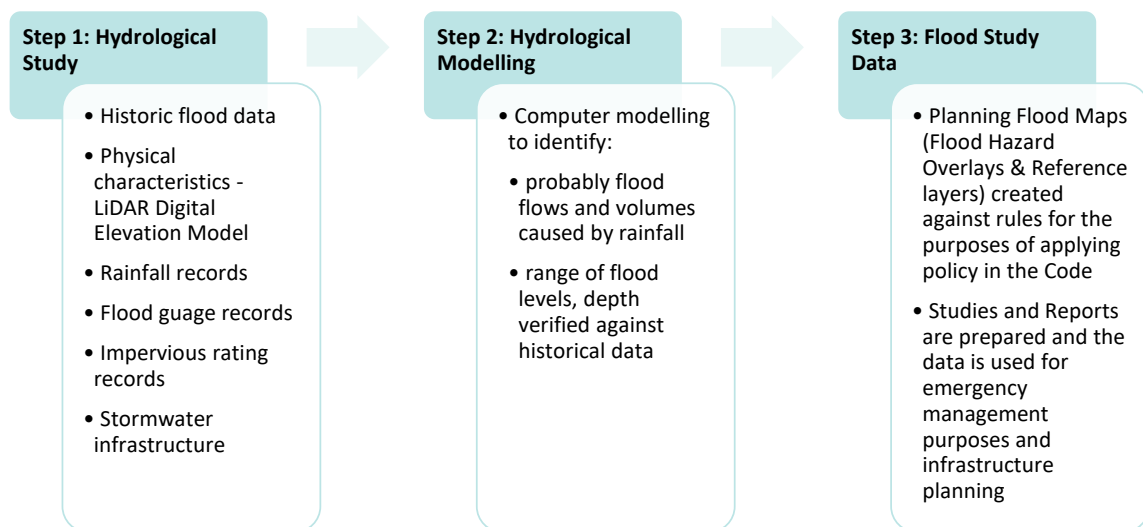 Step 1: Hydrological
Study
• Historic flood data
• Physical
characteristics -
LiDAR Digital
Elevation Model
• Rainfall records
• Flood guage records
• Impervious rating
records
• Stormwater
infrastructure
Step 2: Hydrological
Modelling
• Computer modelling
to identify:
• probably flood
flows and volumes
caused by rainfall
• range of flood
levels, depth
verified against
historical data
Step 3: Flood Study
Data
• Planning Flood Maps
(Flood Hazard
Overlays & Reference
layers) created
against rules for the
purposes of applying
policy in the Code
• Studies and Reports
are prepared and the
data is used for
emergency
management
purposes and
infrastructure
planning